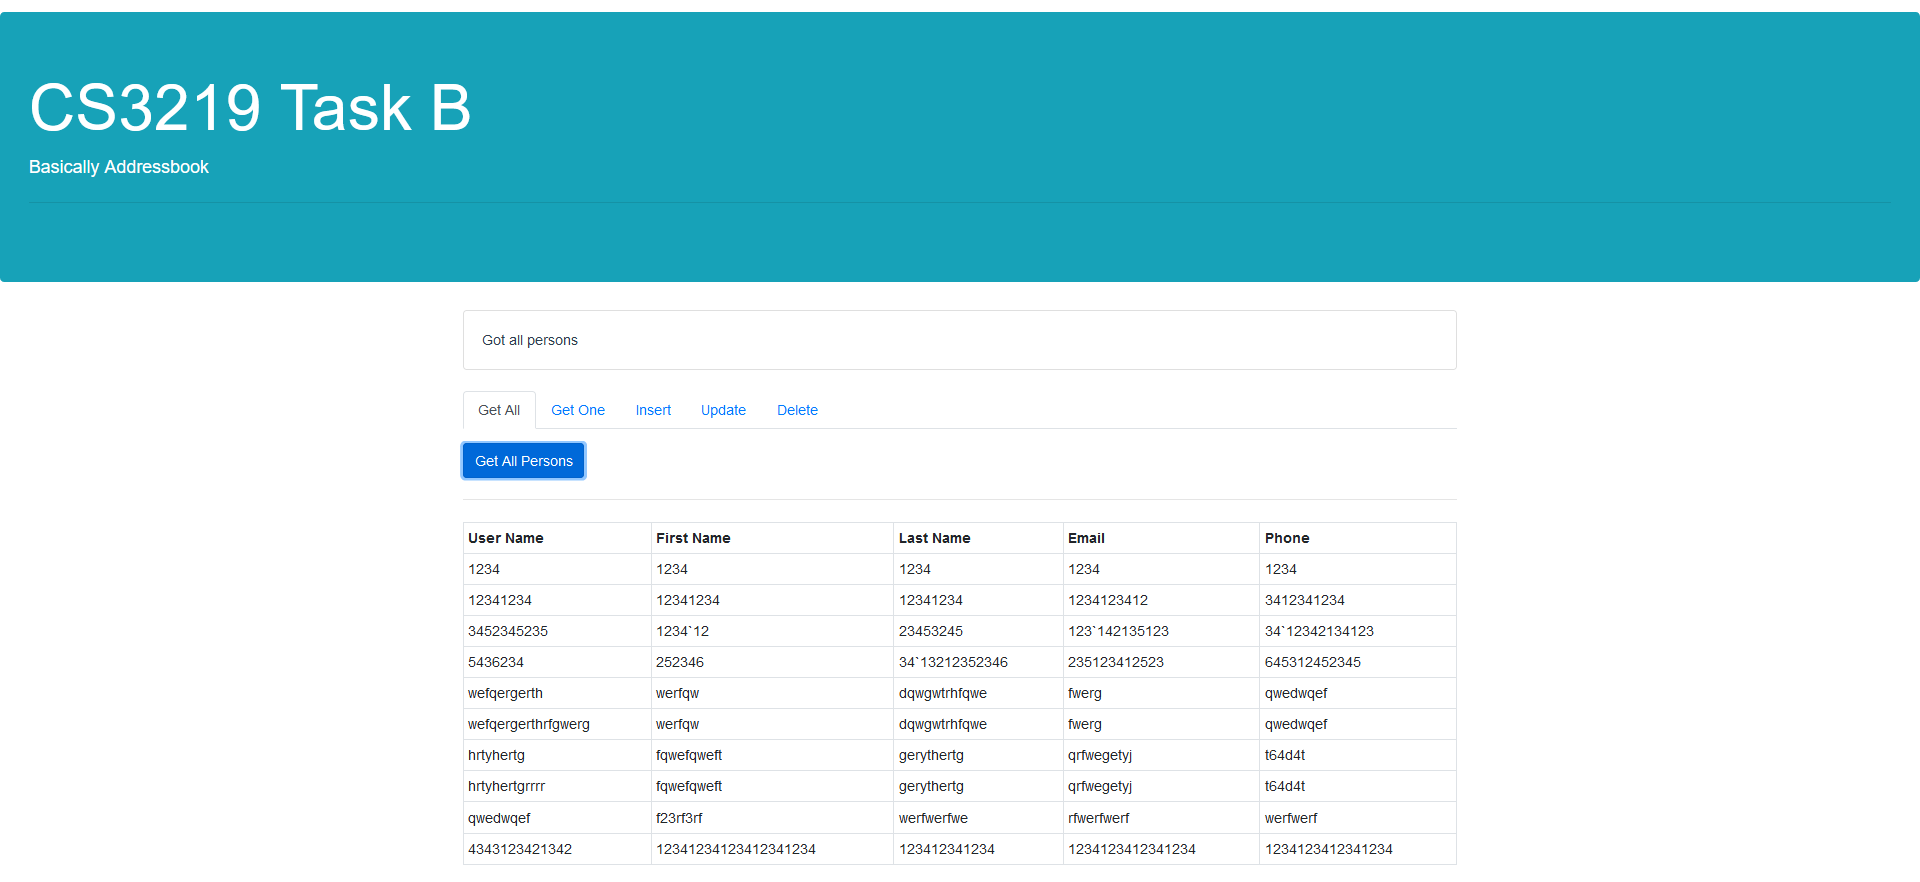 CS3219 Task B
Basically Addressbook
Got all persons
Get All Get One Insert Update Delete
Get All Persons
User Name First Name Last Name Email Phone
1234 1234 1234 1234 1234
12341234 12341234 12341234 1234123412 3412341234
3452345235 1234`12 23453245 123`142135123 34`12342134123
5436234 252346 34`13212352346 235123412523 645312452345
wefqergerth werfqw dqwgwtrhfqwe fwerg qwedwqef
wefqergerthrfgwerg werfqw dqwgwtrhfqwe fwerg qwedwqef
hrtyhertg fqwefqweft gerythertg qrfwegetyj t64d4t
hrtyhertgrrrr fqwefqweft gerythertg qrfwegetyj t64d4t
qwedwqef f23rf3rf werfwerfwe rfwerfwerf werfwerf
4343123421342 12341234123412341234 123412341234 1234123412341234 1234123412341234